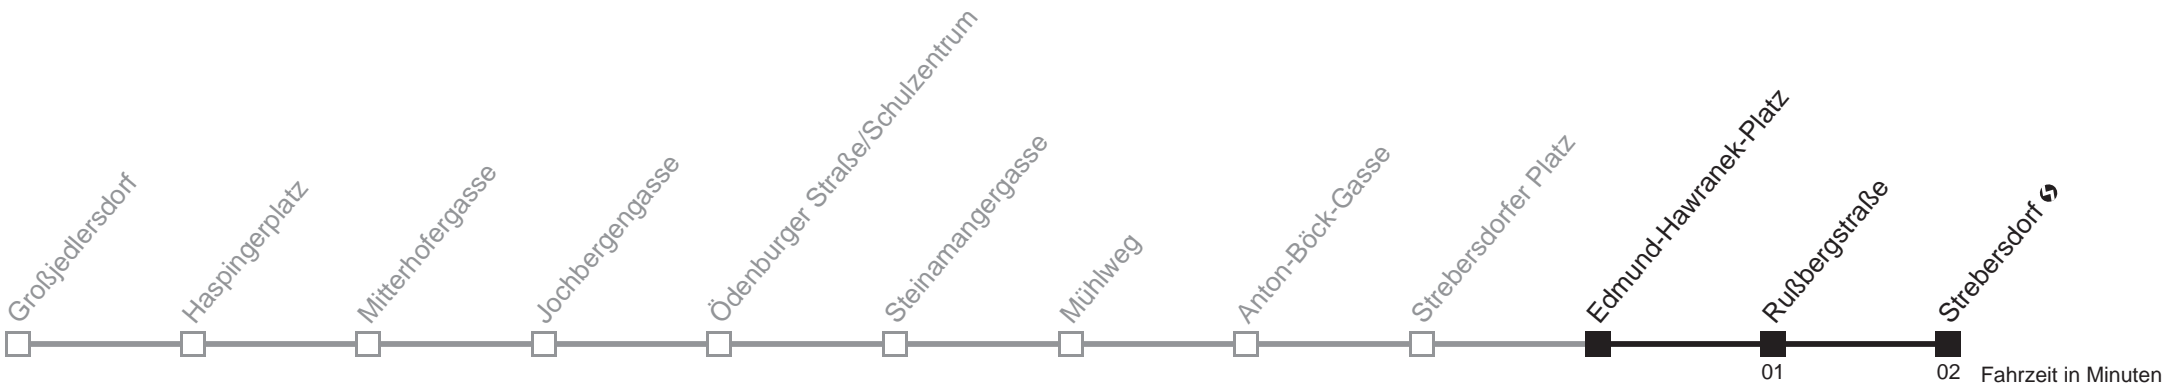 Großjedlersdorf
Haspingerplatz
Mitterhofergasse
Jochbergengasse
Ödenburger Straße/Schulzentrum
Steinamangergasse
Mühlweg
Anton-Böck-Gasse
Strebersdorfer Platz
Edmund-Hawranek-Platz
Rußbergstraße
Strebersdorf
01
02
Fahrzeit in Minuten